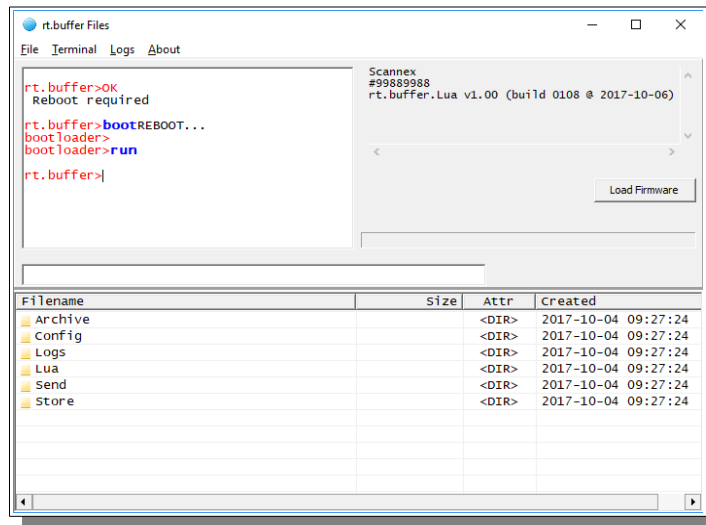 rt.buffer Files
File Terminal Logs About
rt.buffer>OK
Reboot required
rt.buffer>bootREBOOT...
bootloader>
bootloader>run
rt.buffer>
Scannex
#99889988
rt.buffer.Lua v1.00 (build 0108 @ 2017-10-06)
Load Firmware
Filename Size Attr Created
Archive <DIR> 2017-10-04 09:27:24
Config <DIR> 2017-10-04 09:27:24
Logs <DIR> 2017-10-04 09:27:24
Lua <DIR> 2017-10-04 09:27:24
Send <DIR> 2017-10-04 09:27:24
Store <DIR> 2017-10-04 09:27:24